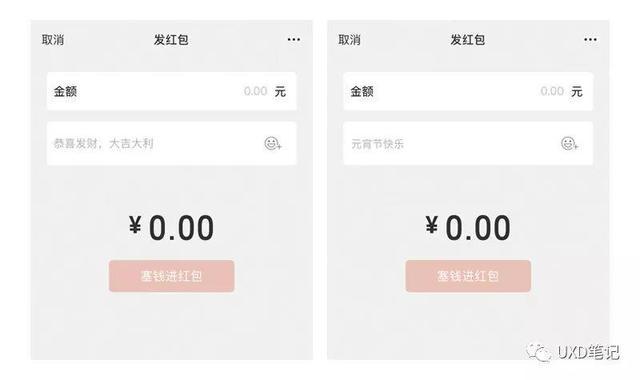 取消 发红包 ...
金额 0.00 元
恭喜发财，大吉大利
¥0.00
塞钱进红包
取消 发红包 ...
金额 0.00 元
元宵节快乐
¥0.00
塞钱进红包
UXD笔记